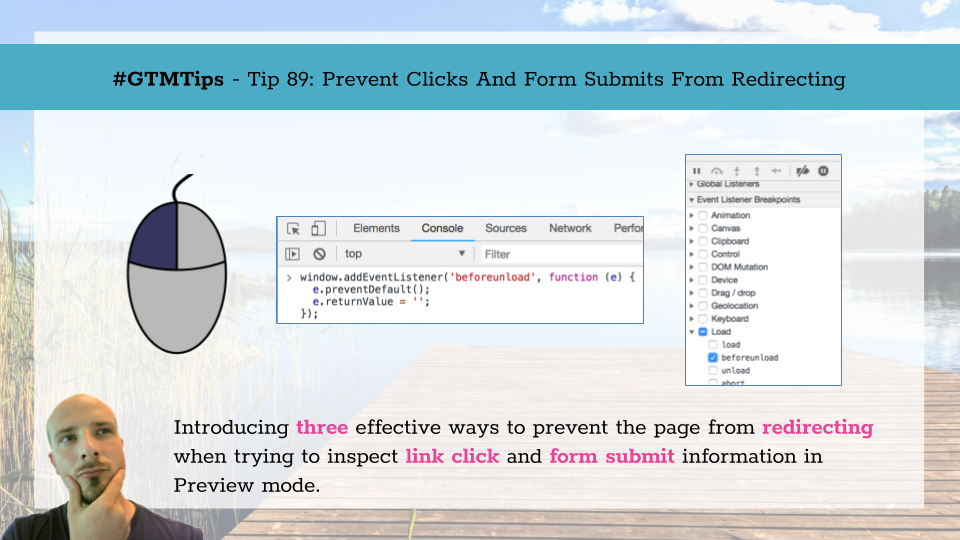 #GTMTips - Tip 89: Prevent Clicks And Form Submits From Redirecting
Elements Console Sources Network Perfor
top ▼ Filter
> window.addEventListener('beforeunload', function (e) {
e.preventDefault();
e.returnValue = '';
});
Global Listeners
Event Listener Breakpoints
Animation
Canvas
Clipboard
Control
DOM Mutation
Device
Drag / drop
Geolocation
Keyboard
Load
load
beforeunload
unload
abort
Introducing three effective ways to prevent the page from redirecting
when trying to inspect link click and form submit information in
Preview mode.